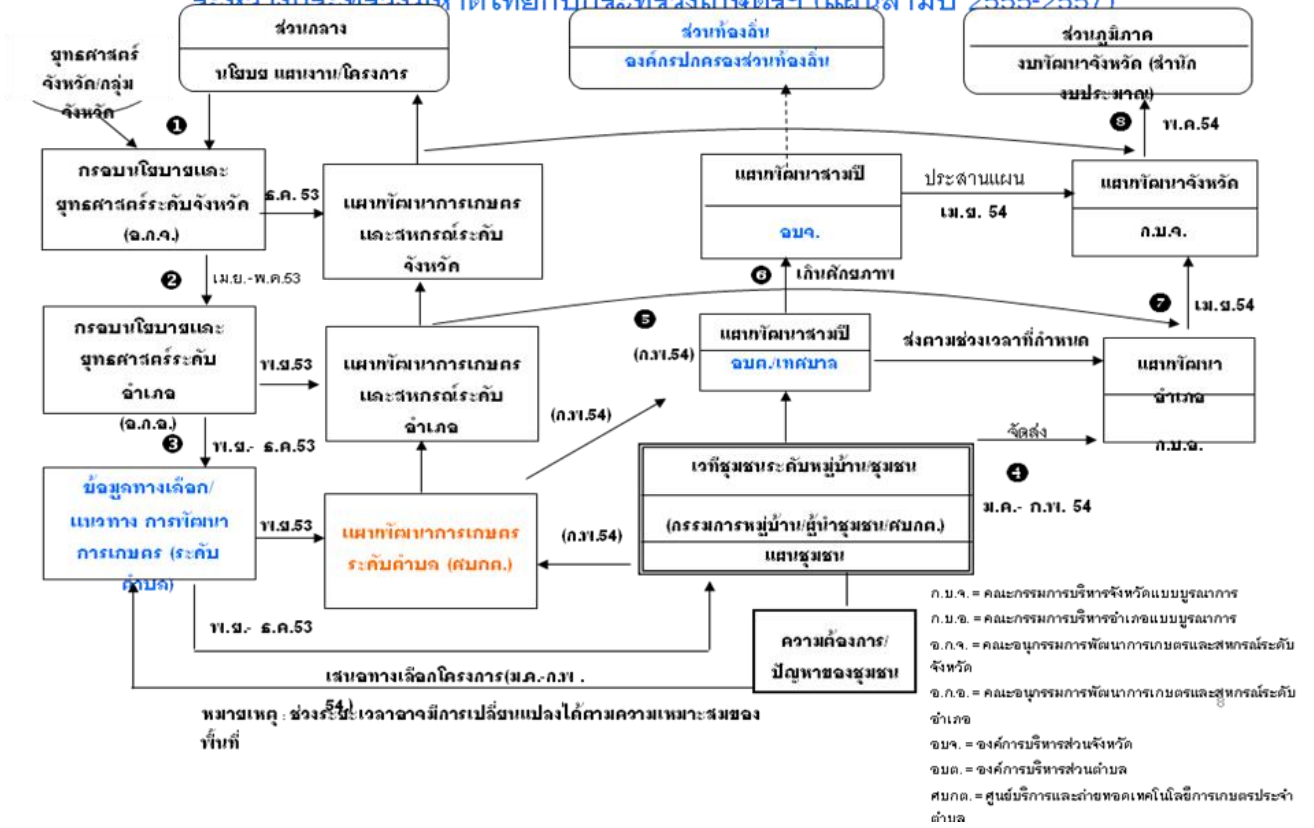 ระหว่างกระทรวงมหาดไทยกับกระทรวงเกษตรฯ (แผนสามปี 2555-2557)
ส่วนกลาง
นโยบย แผนงาน/โครงการ
ส่วนท้องถิ่น
องค์กรปกครองส่วนท้องถิ่น
ส่วนภูมิภาค
งบพัฒนาจังหวัด (สำนัก
งบประมาณ)
ยุทธศาสตร์
จังหวัด/กลุ่ม
จังหวัด
❶
❽
พ.ค.54
กรอบนโยบายและ
ยุทธศาสตร์ระดับจังหวัด
(อ.ก.จ.)
ธ.ค. 53
แผนพัฒนาการเกษตร
และสหกรณ์ระดับ
จังหวัด
แผนพัฒนาสามปี
อบจ.
ประสานแผน
เม.ย. 54
แผนพัฒนาจังหวัด
ก.บ.จ.
❷
เม.ย.-พ.ค.53
❻
เกินศักยภาพ
❼
เม.ย.54
กรอบนโยบายและ
ยุทธศาสตร์ระดับ
อำเภอ
(อ.ก.อ.)
พ.ย.53
แผนพัฒนาการเกษตร
และสหกรณ์ระดับ
อำเภอ
❺
(ก.พ.54)
แผนพัฒนาสามปี
อบต./เทศบาล
ส่งตามช่วงเวลาที่กำหนด
แผนพัฒนา
อำเภอ
ก.บ.อ.
❸
พ.ย.- ธ.ค.53
(ก.พ.54)
จัดส่ง
❹
ม.ค.- ก.พ. 54
ข้อมูลทางเลือก/
แนวทาง การพัฒนา
การเกษตร (ระดับ
ตำบล)
พ.ย.53
แผนพัฒนาการเกษตร
ระดับตำบล (ศบกต.)
(ก.พ.54)
เวทีชุมชนระดับหมู่บ้าน/ชุมชน
(กรรมการหมู่บ้าน/ผู้นำชุมชน/ศบกต.)
แผนชุมชน
พ.ย.- ธ.ค.53
ความต้องการ/
ปัญหาของชุมชน
เสนอทางเลือกโครงการ(ม.ค.-ก.พ .
54)
หมายเหตุ : ช่วงระยะเวลาอาจมีการเปลี่ยนแปลงได้ตามความเหมาะสมของ
พื้นที่
ก.บ.จ. = คณะกรรมการบริหารจังหวัดแบบบูรณาการ
ก.บ.อ. = คณะกรรมการบริหารอำเภอแบบบูรณาการ
อ.ก.จ. = คณะอนุกรรมการพัฒนาการเกษตรและสหกรณ์ระดับ
จังหวัด
อ.ก.อ. = คณะอนุกรรมการพัฒนาการเกษตรและสหกรณ์ระดับ
อำเภอ
8
อบจ. = องค์การบริหารส่วนจังหวัด
อบต. = องค์การบริหารส่วนตำบล
ศบกต. = ศูนย์บริการและถ่ายทอดเทคโนโลยีการเกษตรประจำ
ตำบล